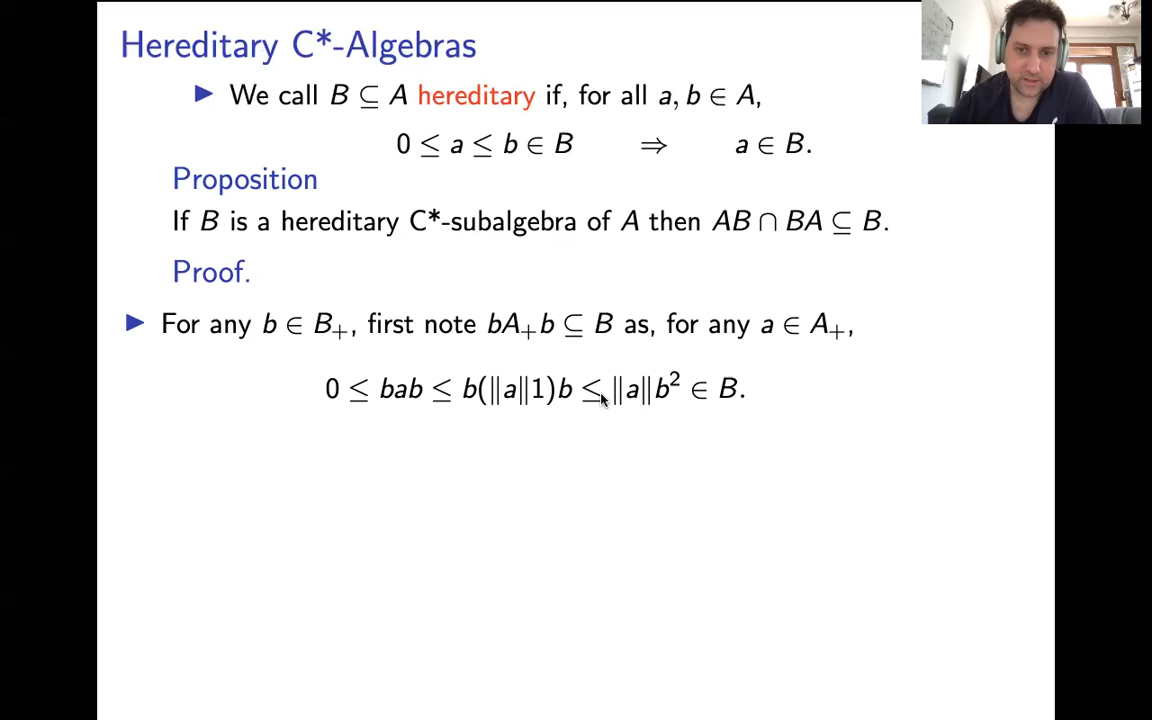 Hereditary C*-Algebras
▶ We call B ⊆ A hereditary if, for all a, b ∈ A,
0 ≤ a ≤ b ∈ B ⇒ a ∈ B.
Proposition
If B is a hereditary C*-subalgebra of A then AB ∩ BA ⊆ B.
Proof.
▶ For any b ∈ B₊, first note bA₊b ⊆ B as, for any a ∈ A₊,
0 ≤ bab ≤ b(‖a‖1)b ≤ ‖a‖b² ∈ B.